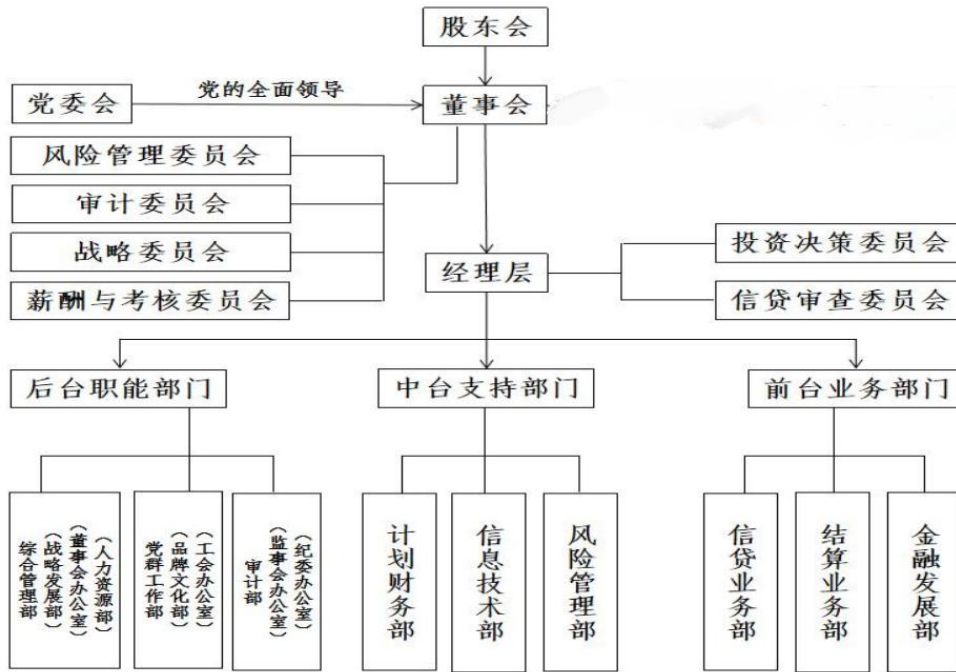 股东会
党的全面领导
党委会
董事会
风险管理委员会
审计委员会
战略委员会
薪酬与考核委员会
经理层
投资决策委员会
信贷审查委员会
后台职能部门
中台支持部门
前台业务部门
综合管理部
（战略发展部）
（董事会办公室）
（人力资源部）
党群工作部
（品牌文化部）
（工会办公室）
审计部
（监事会办公室）
（纪委办公室）
计划财务部
信息技术部
风险管理部
信贷业务部
结算业务部
金融发展部